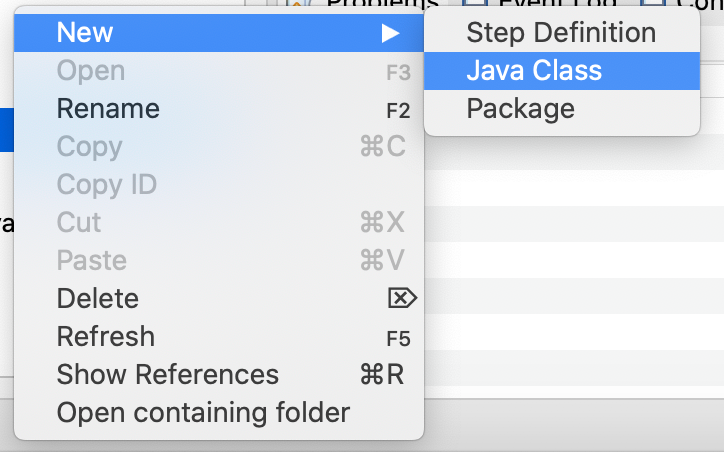 Problems Event Log
New
Open F3
Rename F2
Copy ⌘C
Copy ID
Cut ⌘X
Paste ⌘V
Delete ⌦
Refresh F5
Show References ⌘R
Open containing folder
Step Definition
Java Class
Package